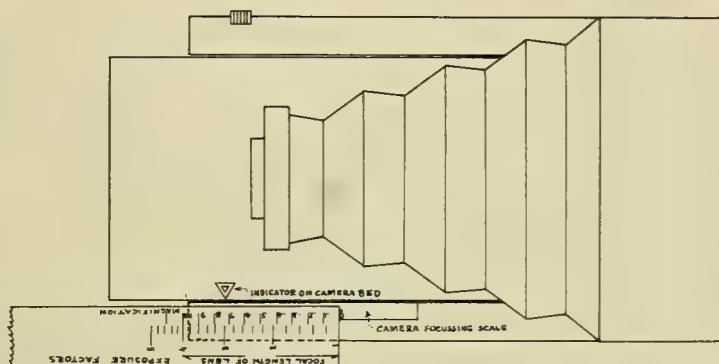 INDICATOR ON CAMERA BED
CAMERA FOCUSSING SCALE
MAGNIFICATION
FOCAL LENGTH OF LENS
EXPOSURE FACTORS